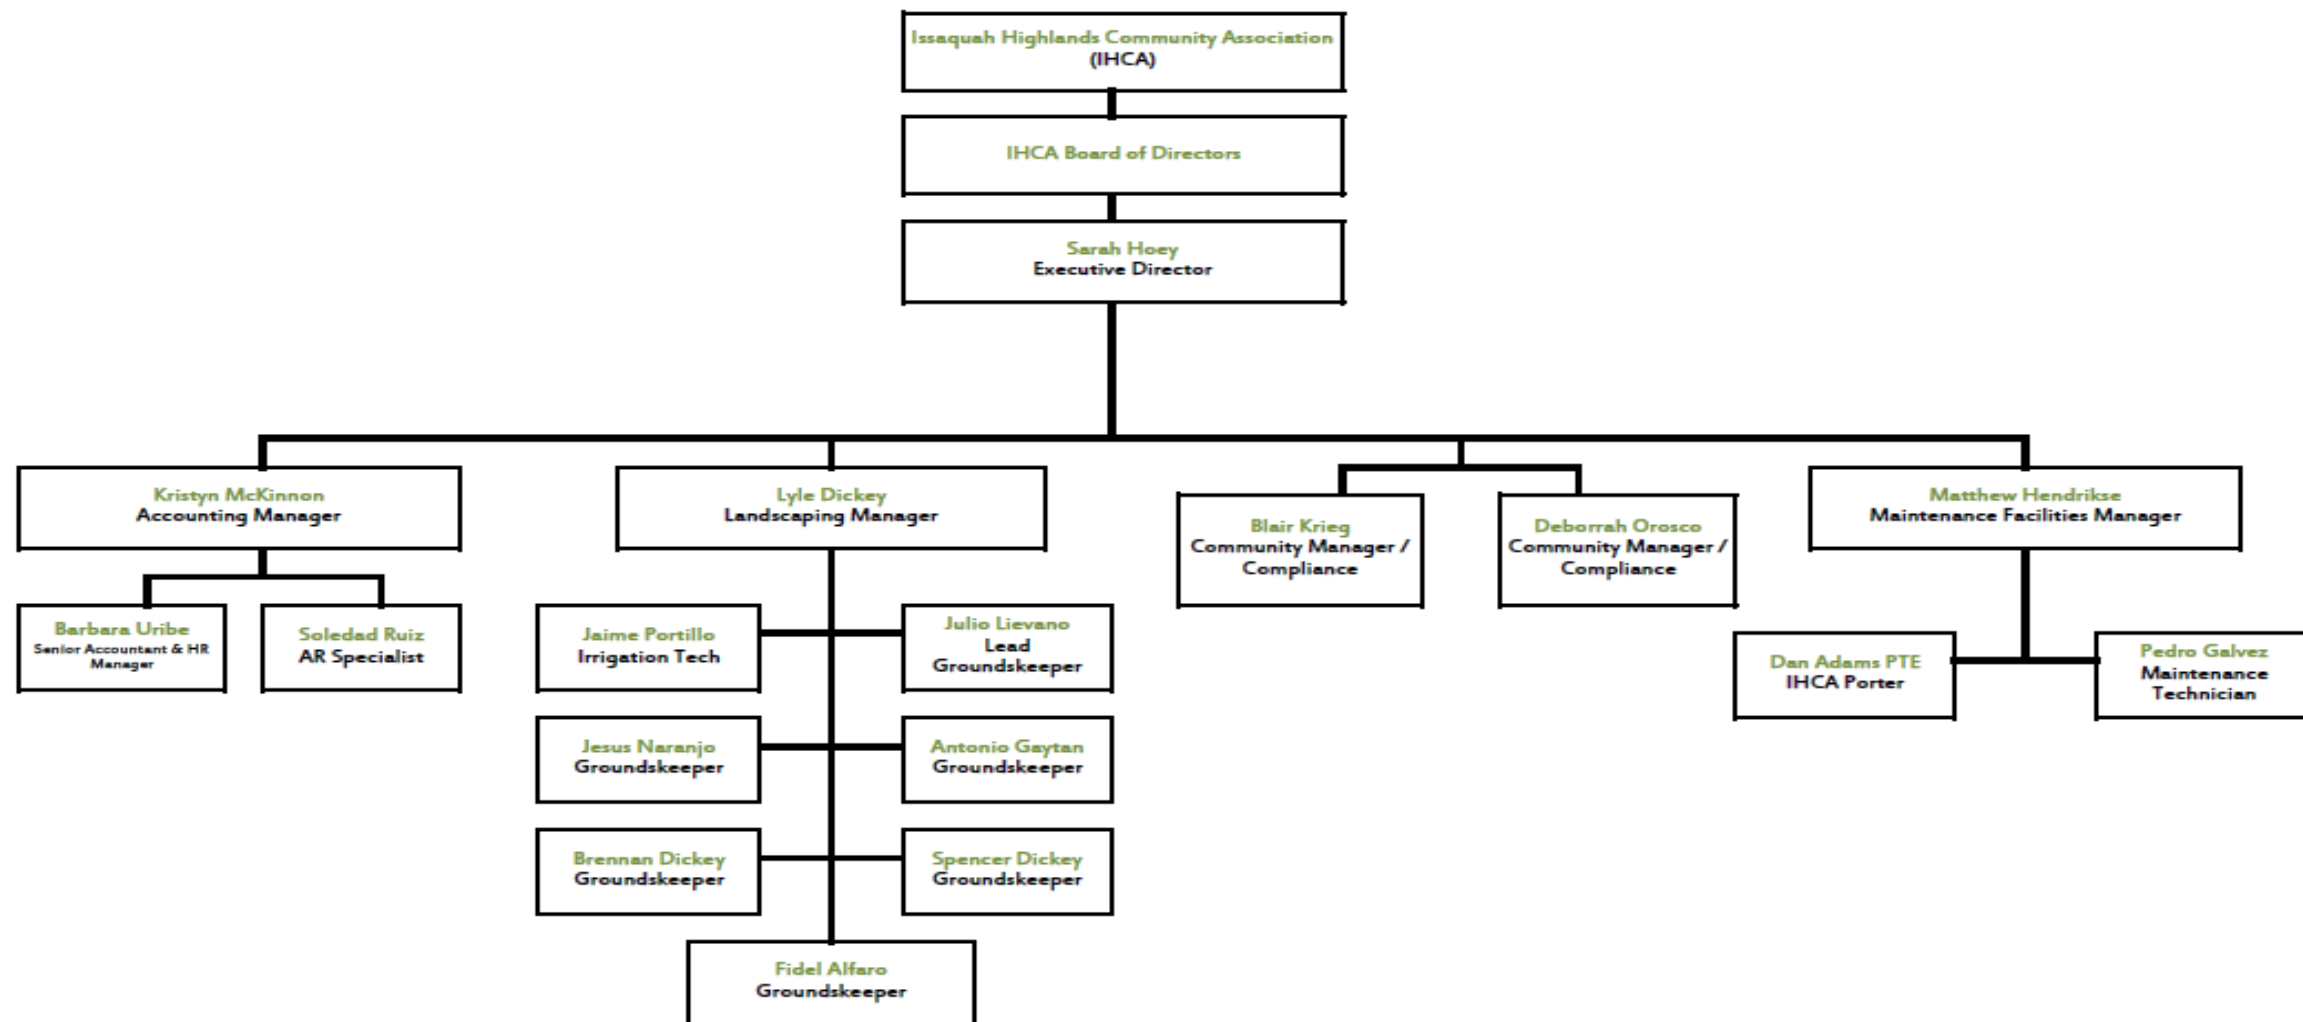 Issaquah Highlands Community Association
(IHCA)
IHCA Board of Directors
Sarah Hoey
Executive Director
Kristyn McKinnon
Accounting Manager
Lyle Dickey
Landscaping Manager
Blair Krieg
Community Manager /
Compliance
Deborrah Orosco
Community Manager /
Compliance
Matthew Hendrikse
Maintenance Facilities Manager
Barbara Uribe
Senior Accountant & HR
Manager
Soledad Ruiz
AR Specialist
Jaime Portillo
Irrigation Tech
Julio Lievano
Lead
Groundskeeper
Dan Adams PTE
IHCA Porter
Pedro Galvez
Maintenance
Technician
Jesus Naranjo
Groundskeeper
Antonio Gaytan
Groundskeeper
Brennan Dickey
Groundskeeper
Spencer Dickey
Groundskeeper
Fidel Alfaro
Groundskeeper